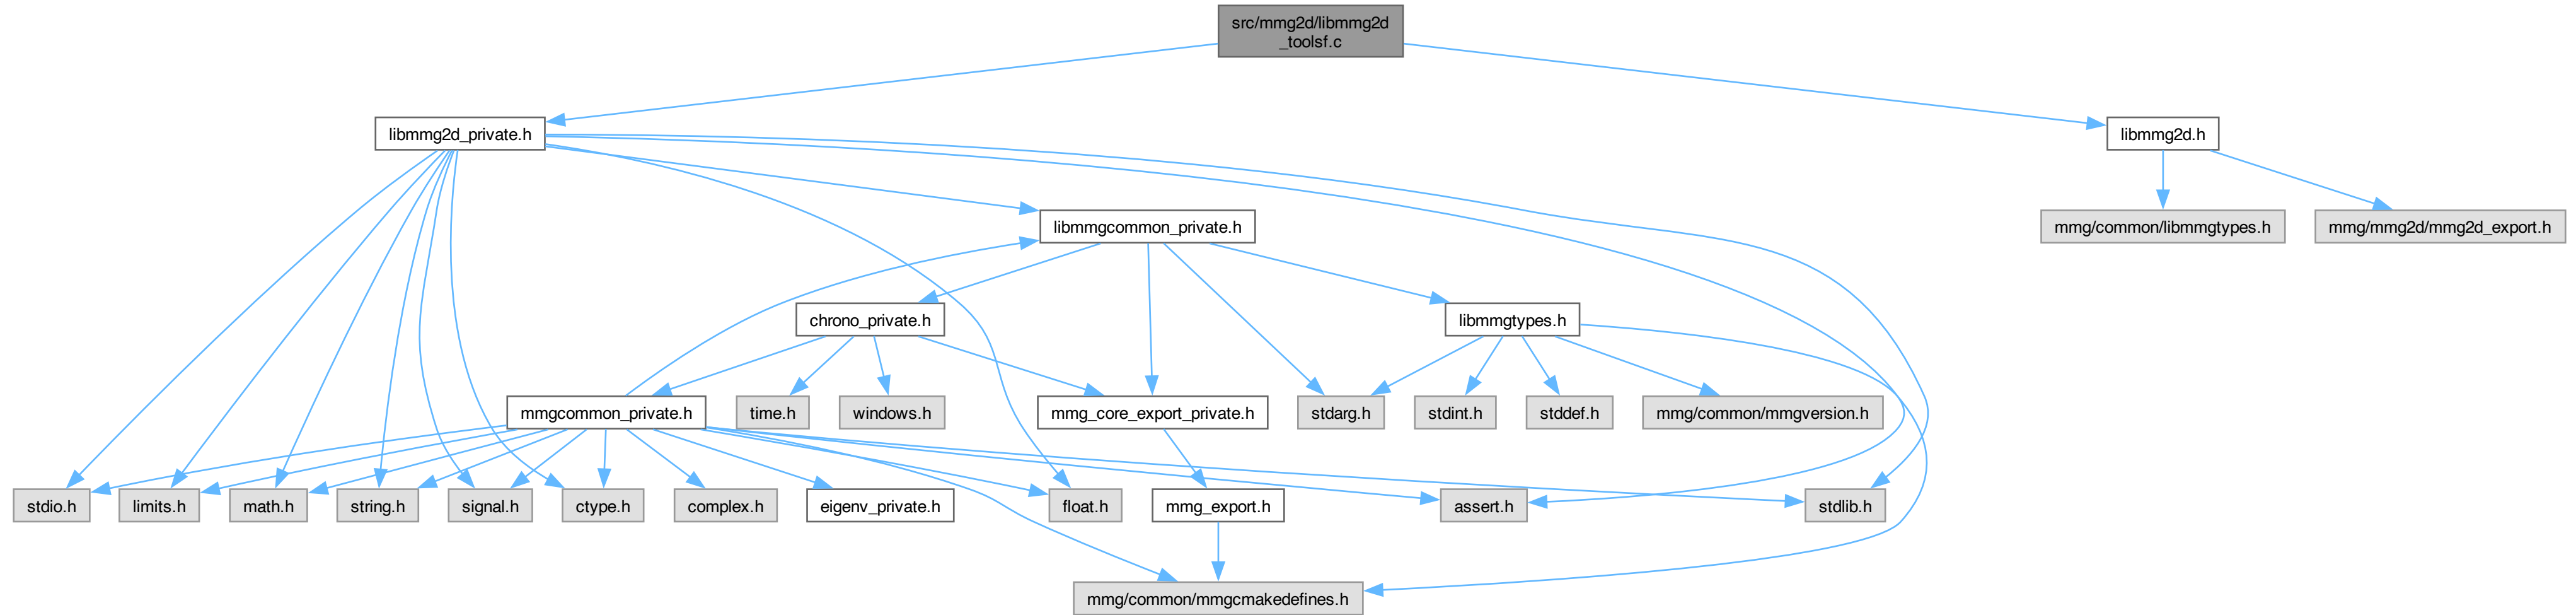 src/mmg2d/libmmg2d
_toolsf.c
libmmg2d_private.h
libmmg2d.h
libmmgcommon_private.h
mmg/common/libmmgtypes.h
mmg/mmg2d/mmg2d_export.h
chrono_private.h
libmmgtypes.h
mmgcommon_private.h
time.h
windows.h
mmg_core_export_private.h
stdarg.h
stdint.h
stddef.h
mmg/common/mmgversion.h
stdio.h
limits.h
math.h
string.h
signal.h
ctype.h
complex.h
eigenv_private.h
float.h
mmg_export.h
assert.h
stdlib.h
mmg/common/mmgcmakedefines.h